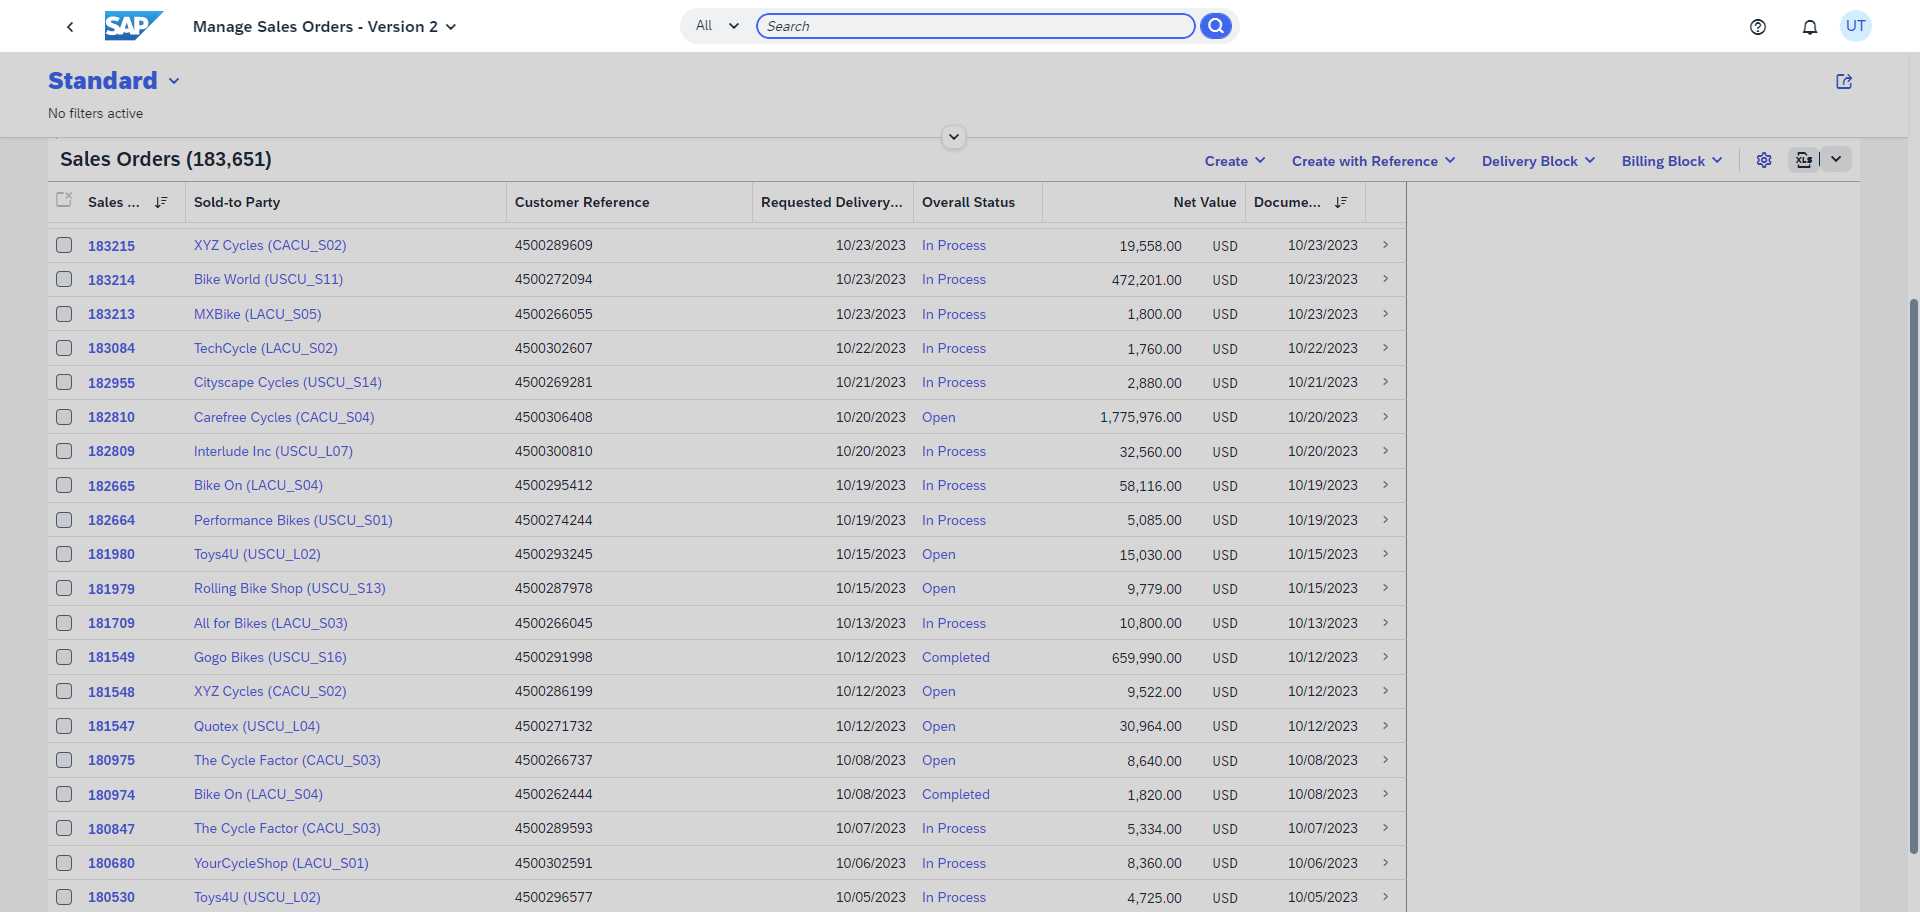 SAP Manage Sales Orders - Version 2 All Search UT
Standard
No filters active
Sales Orders (183,651) Create Create with Reference Delivery Block Billing Block XLS
Sales ... Sold-to Party Customer Reference Requested Delivery... Overall Status Net Value Docume...
183215 XYZ Cycles (CACU_S02) 4500289609 10/23/2023 In Process 19,558.00 USD 10/23/2023
183214 Bike World (USCU_S11) 4500272094 10/23/2023 In Process 472,201.00 USD 10/23/2023
183213 MXBike (LACU_S05) 4500266055 10/23/2023 In Process 1,800.00 USD 10/23/2023
183084 TechCycle (LACU_S02) 4500302607 10/22/2023 In Process 1,760.00 USD 10/22/2023
182955 Cityscape Cycles (USCU_S14) 4500269281 10/21/2023 In Process 2,880.00 USD 10/21/2023
182810 Carefree Cycles (CACU_S04) 4500306408 10/20/2023 Open 1,775,976.00 USD 10/20/2023
182809 Interlude Inc (USCU_L07) 4500300810 10/20/2023 In Process 32,560.00 USD 10/20/2023
182665 Bike On (LACU_S04) 4500295412 10/19/2023 In Process 58,116.00 USD 10/19/2023
182664 Performance Bikes (USCU_S01) 4500274244 10/19/2023 In Process 5,085.00 USD 10/19/2023
181980 Toys4U (USCU_L02) 4500293245 10/15/2023 Open 15,030.00 USD 10/15/2023
181979 Rolling Bike Shop (USCU_S13) 4500287978 10/15/2023 Open 9,779.00 USD 10/15/2023
181709 All for Bikes (LACU_S03) 4500266045 10/13/2023 In Process 10,800.00 USD 10/13/2023
181549 Gogo Bikes (USCU_S16) 4500291998 10/12/2023 Completed 659,990.00 USD 10/12/2023
181548 XYZ Cycles (CACU_S02) 4500286199 10/12/2023 Open 9,522.00 USD 10/12/2023
181547 Quotex (USCU_L04) 4500271732 10/12/2023 Open 30,964.00 USD 10/12/2023
180975 The Cycle Factor (CACU_S03) 4500266737 10/08/2023 Open 8,640.00 USD 10/08/2023
180974 Bike On (LACU_S04) 4500262444 10/08/2023 Completed 1,820.00 USD 10/08/2023
180847 The Cycle Factor (CACU_S03) 4500289593 10/07/2023 In Process 5,334.00 USD 10/07/2023
180680 YourCycleShop (LACU_S01) 4500302591 10/06/2023 In Process 8,360.00 USD 10/06/2023
180530 Toys4U (USCU_L02) 4500296577 10/05/2023 In Process 4,725.00 USD 10/05/2023